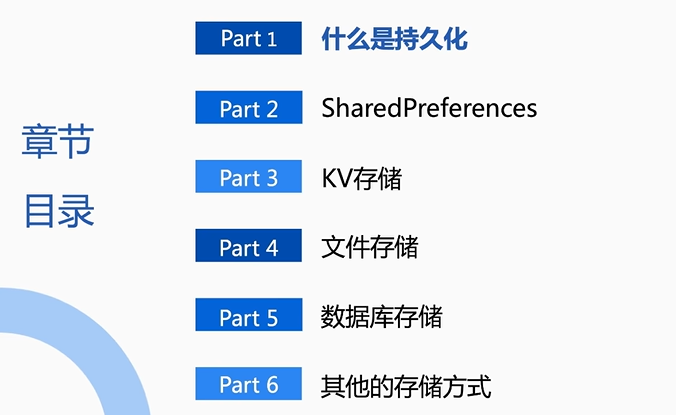 章节
目录
Part 1 什么是持久化
Part 2 SharedPreferences
Part 3 KV存储
Part 4 文件存储
Part 5 数据库存储
Part 6 其他的存储方式